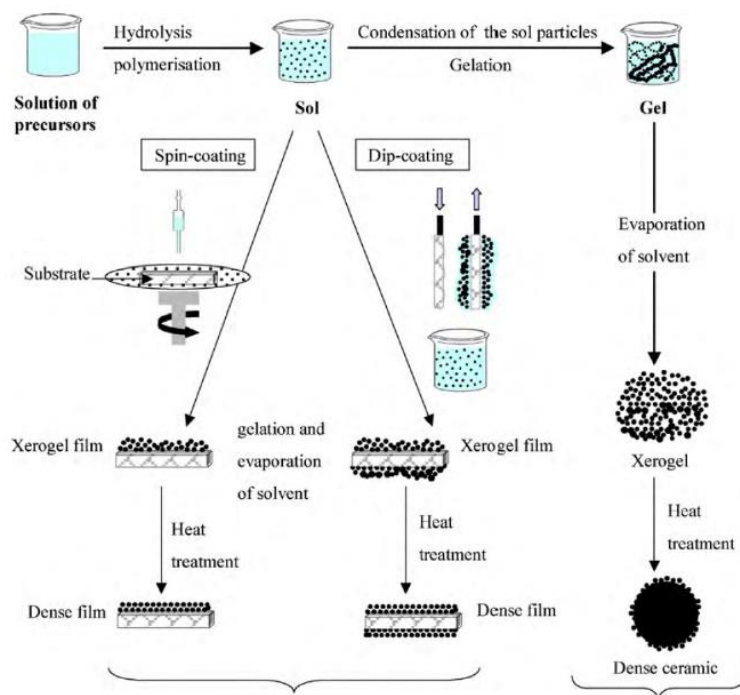 Hydrolysis
polymerisation
Condensation of the sol particles
Gelation
Solution of
precursors
Sol
Gel
Spin-coating
Dip-coating
Evaporation
of solvent
Substrate
Xerogel film
gelation and
evaporation
of solvent
Xerogel film
Xerogel
Heat
treatment
Heat
treatment
Heat
treatment
Dense film
Dense film
Dense ceramic